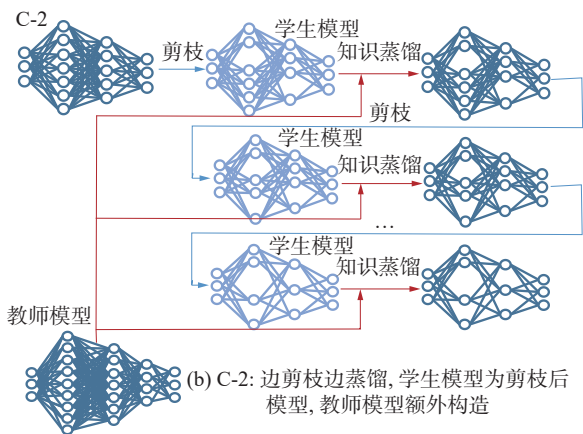 C-2
学生模型
剪枝
知识蒸馏
剪枝
学生模型
知识蒸馏
…
学生模型
知识蒸馏
教师模型
(b) C-2: 边剪枝边蒸馏, 学生模型为剪枝后
模型, 教师模型额外构造